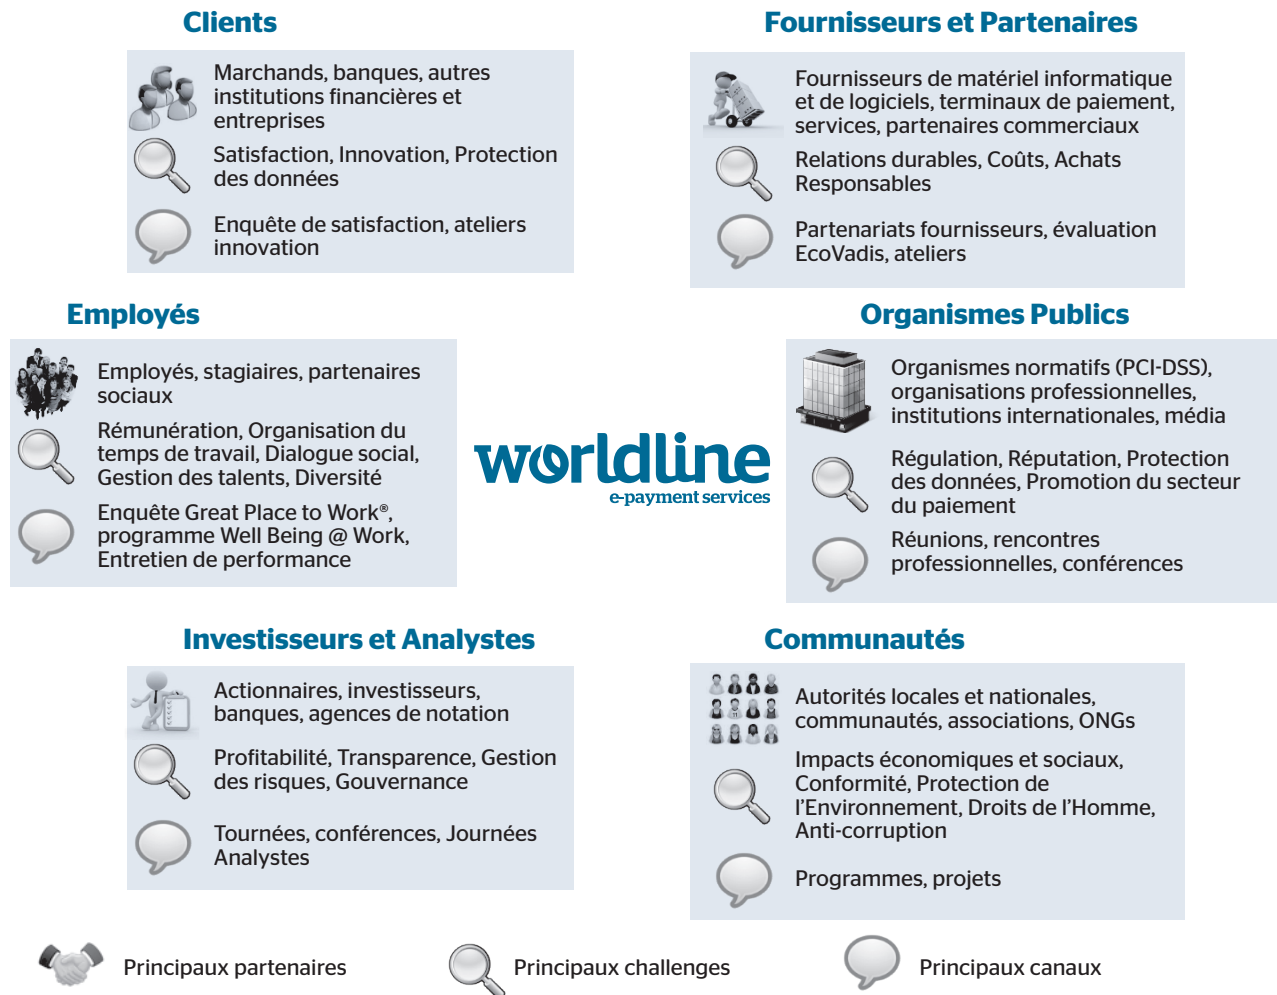 Clients
Marchands, banques, autres
institutions financières et
entreprises
Satisfaction, Innovation, Protection
des données
Enquête de satisfaction, ateliers
innovation
Fournisseurs et Partenaires
Fournisseurs de matériel informatique
et de logiciels, terminaux de paiement,
services, partenaires commerciaux
Relations durables, Coûts, Achats
Responsables
Partenariats fournisseurs, évaluation
EcoVadis, ateliers
Employés
Employés, stagiaires, partenaires
sociaux
Rémunération, Organisation du
temps de travail, Dialogue social,
Gestion des talents, Diversité
Enquête Great Place to Work®,
programme Well Being @ Work,
Entretien de performance
worldline
e-payment services
Organismes Publics
Organismes normatifs (PCI-DSS),
organisations professionnelles,
institutions internationales, média
Régulation, Réputation, Protection
des données, Promotion du secteur
du paiement
Réunions, rencontres
professionnelles, conférences
Investisseurs et Analystes
Actionnaires, investisseurs,
banques, agences de notation
Profitabilité, Transparence, Gestion
des risques, Gouvernance
Tournées, conférences, Journées
Analystes
Communautés
Autorités locales et nationales,
communautés, associations, ONGs
Impacts économiques et sociaux,
Conformité, Protection de
l'Environnement, Droits de l'Homme,
Anti-corruption
Programmes, projets
Principaux partenaires
Principaux challenges
Principaux canaux